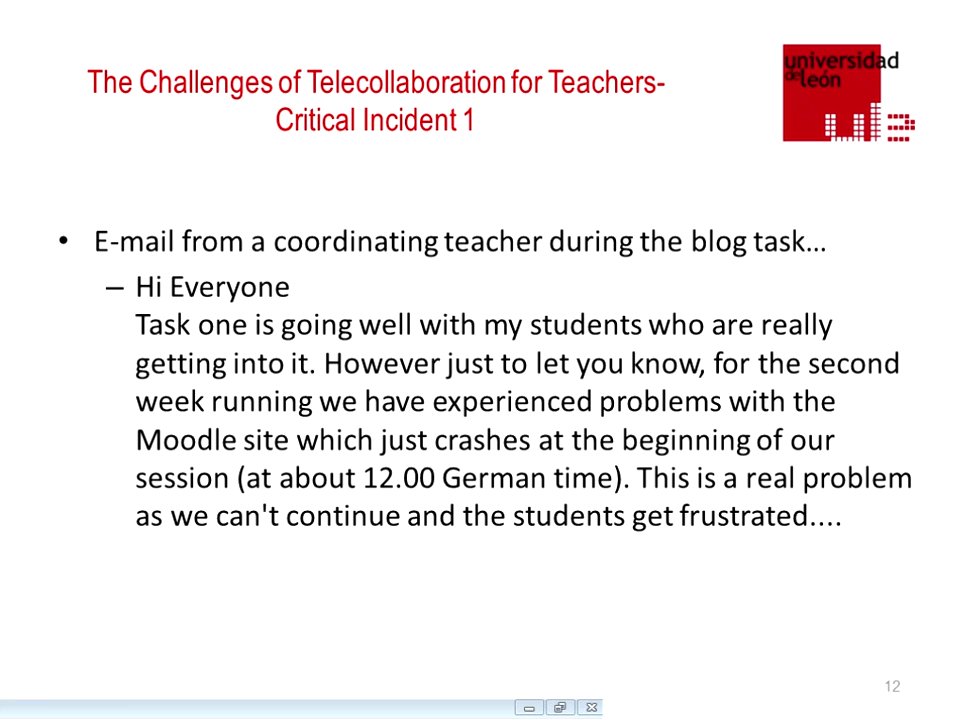 The Challenges of Telecollaboration for Teachers-
Critical Incident 1
universidad
de león
• E-mail from a coordinating teacher during the blog task…
– Hi Everyone
Task one is going well with my students who are really
getting into it. However just to let you know, for the second
week running we have experienced problems with the
Moodle site which just crashes at the beginning of our
session (at about 12.00 German time). This is a real problem
as we can't continue and the students get frustrated....
12